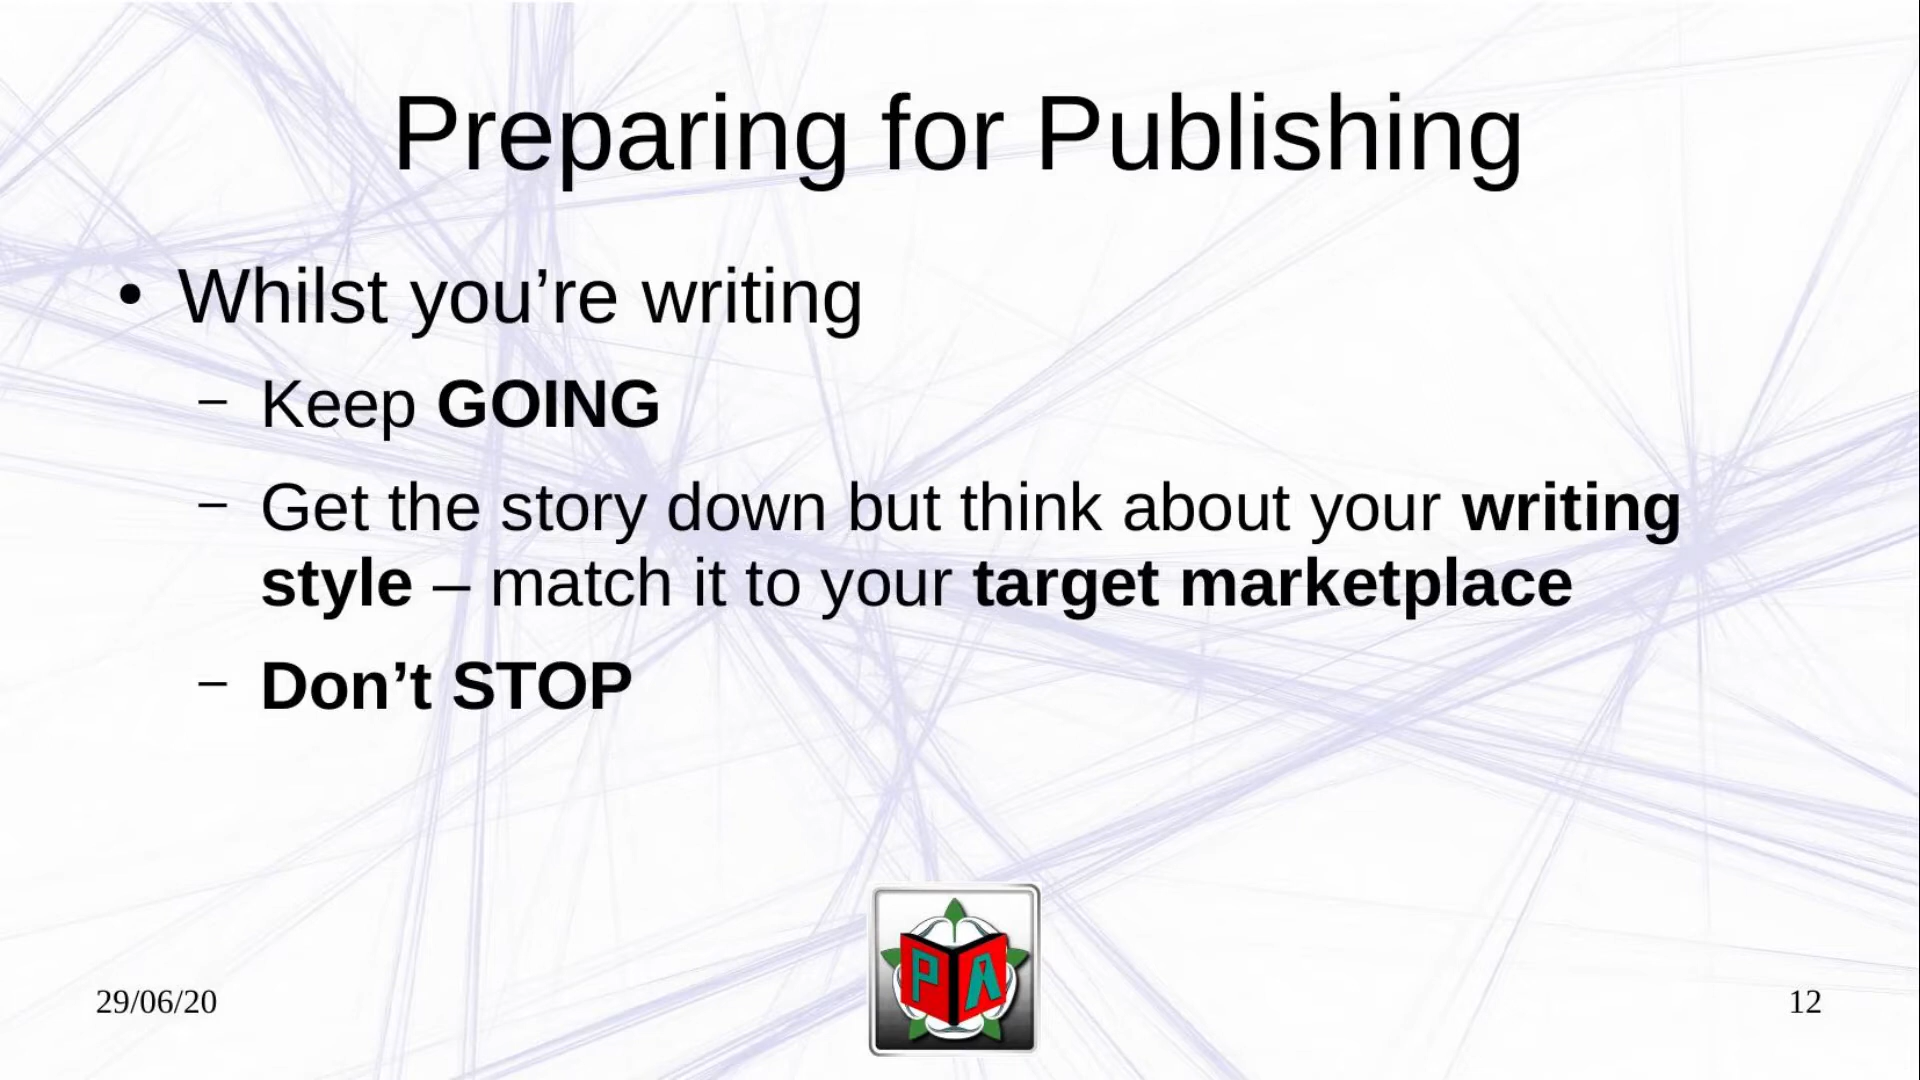 Preparing for Publishing
• Whilst you’re writing
– Keep GOING
– Get the story down but think about your writing
style – match it to your target marketplace
– Don’t STOP
P A
29/06/20
12